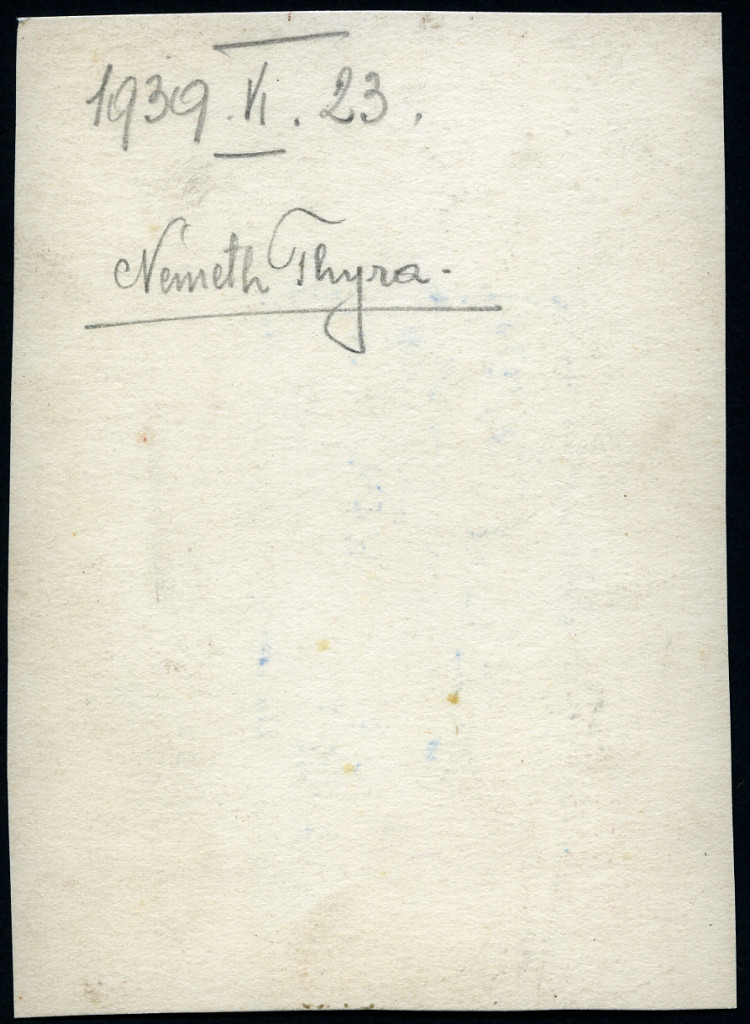 1939. VI. 23.
Németh Thyra.